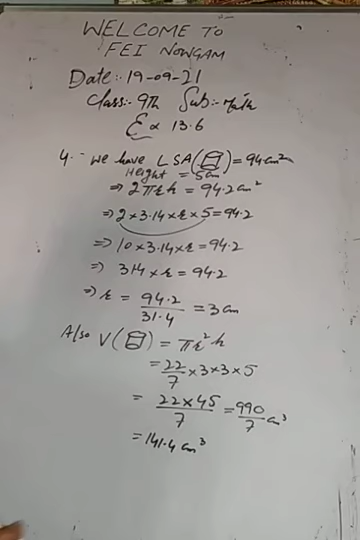 WELCOME TO
FEI NOWGAM
Date:- 19-09-21
Class:- 9Th Sub:- Math
Ex 13.6
4.- we have LSA( ) = 94 cm²
Height = 5cm
⇒ 2πrh = 94.2 cm²
⇒ 2 × 3.14 × r × 5 = 94.2
⇒ 10 × 3.14 × r = 94.2
⇒ 314 × r = 94.2
⇒ r = 94.2/31.4 = 3 cm
Also V( ) = πr²h
= 22/7 × 3 × 3 × 5
= 22 × 45/7 = 990/7 cm³
= 141.4 cm³